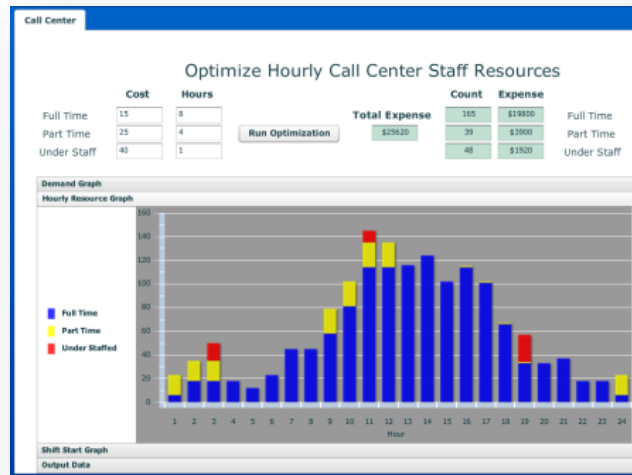 Call Center
Optimize Hourly Call Center Staff Resources
Cost Hours Count Expense
Full Time 15 8 Total Expense 165 $19800 Full Time
Part Time 25 4 Run Optimization $25620 39 $3900 Part Time
Under Staff 40 1 48 $1920 Under Staff
Demand Graph
Hourly Resource Graph
160
140
120
100
80
60
40
20
0
Full Time
Part Time
Under Staffed
1 2 3 4 5 6 7 8 9 10 11 12 13 14 15 16 17 18 19 20 21 22 23 24
Hour
Shift Start Graph
Output Data